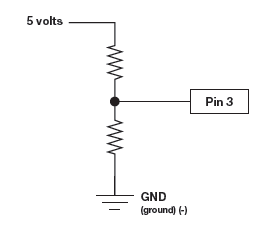 5 volts
Pin 3
GND
(ground) (-)